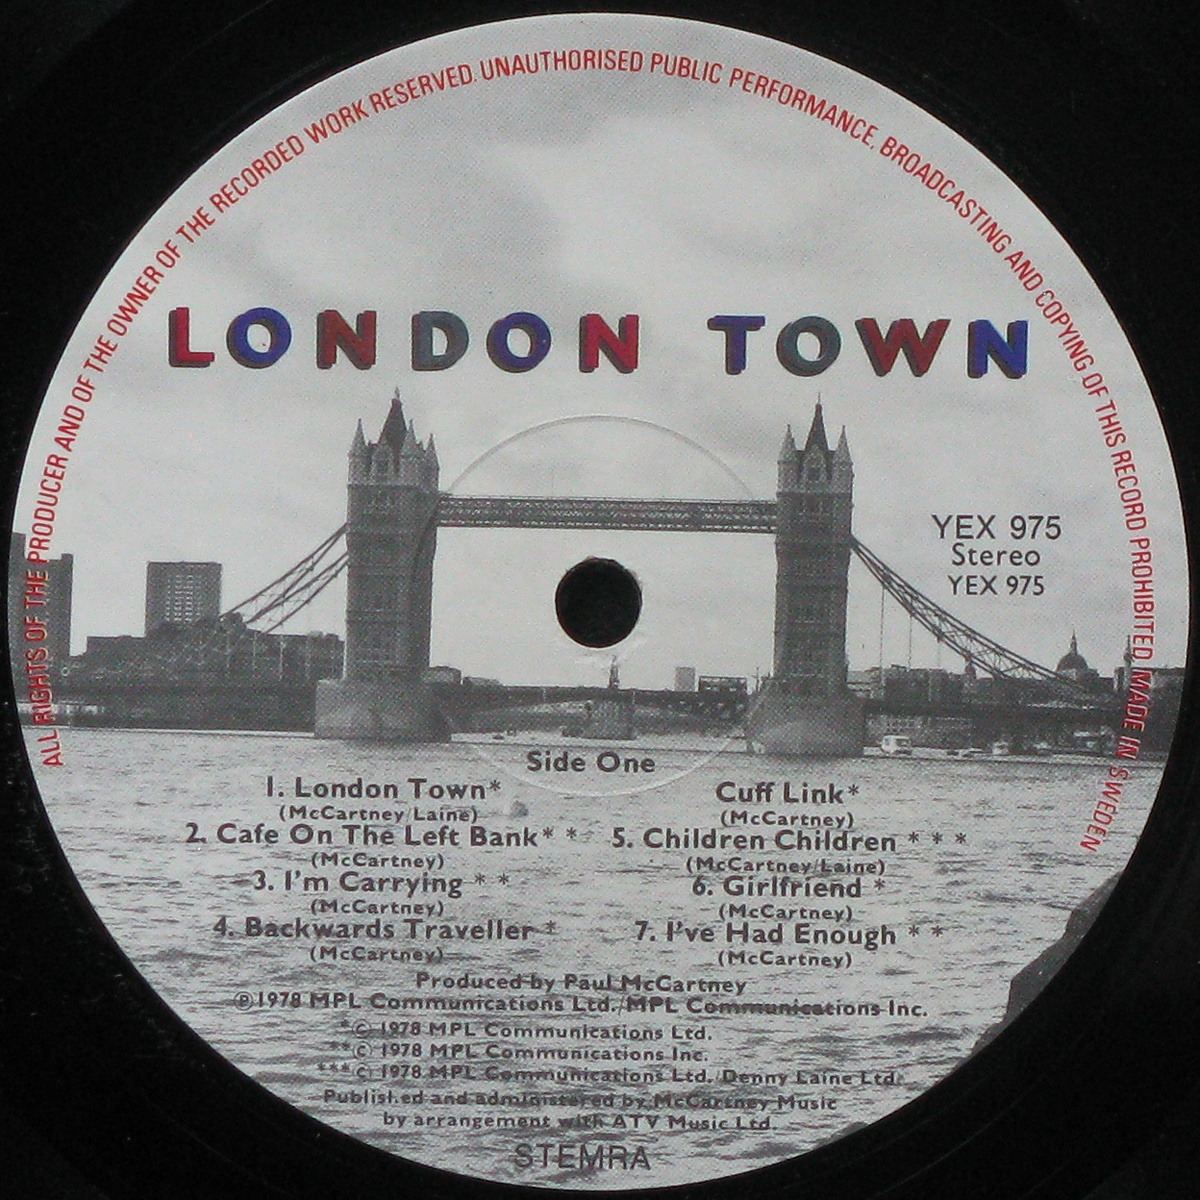 ALL RIGHTS OF THE PRODUCER AND OF THE OWNER OF THE RECORDED WORK RESERVED. UNAUTHORISED PUBLIC PERFORMANCE, BROADCASTING AND COPYING OF THIS RECORD PROHIBITED. MADE IN SWEDEN
LONDON TOWN
YEX 975
Stereo
YEX 975
Side One
1. London Town*
(McCartney/Laine)
2. Cafe On The Left Bank* *
(McCartney)
3. I'm Carrying * *
(McCartney)
4. Backwards Traveller *
(McCartney)
Cuff Link*
(McCartney)
5. Children Children * * *
(McCartney/Laine)
6. Girlfriend *
(McCartney)
7. I've Had Enough * *
(McCartney)
Produced by Paul McCartney
℗1978 MPL Communications Ltd./MPL Communications Inc.
*© 1978 MPL Communications Ltd.
**© 1978 MPL Communications Inc.
***© 1978 MPL Communications Ltd./Denny Laine Ltd.
Published and administered by McCartney Music
by arrangement with ATV Music Ltd.
STEMRA